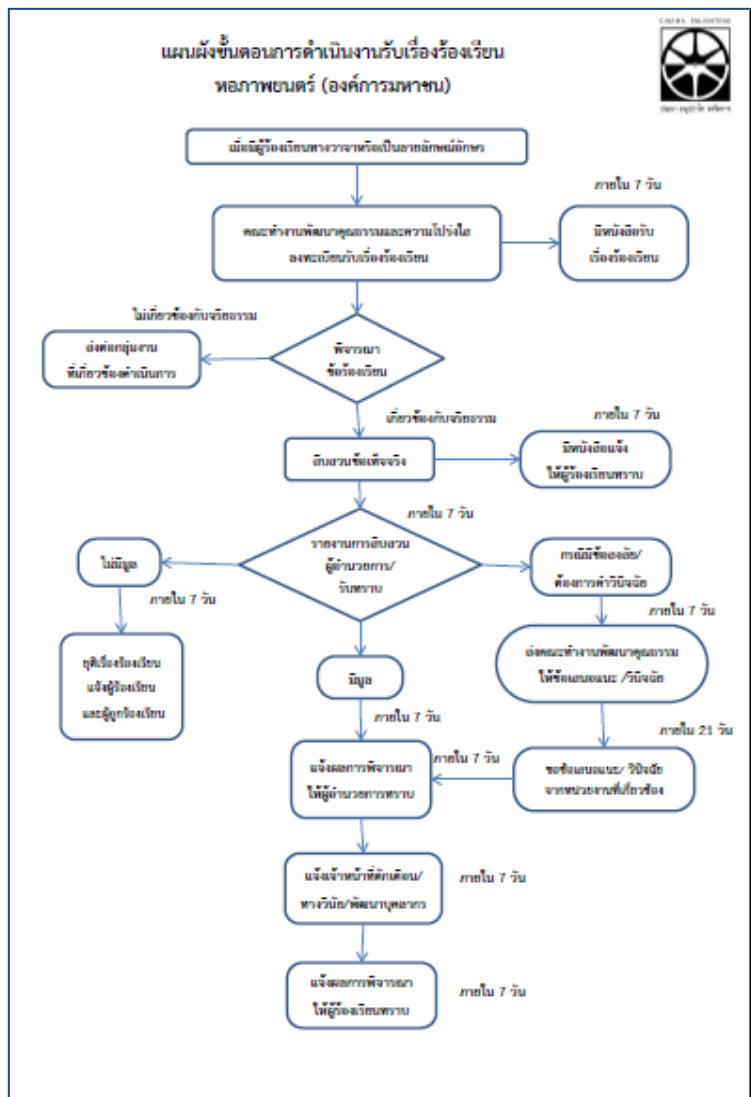 CINEMA ENLIGHTENS
แผนผังขั้นตอนการดำเนินงานรับเรื่องร้องเรียน
หอภาพยนตร์ (องค์การมหาชน)
เมื่อมีผู้ร้องเรียนทางวาจาหรือเป็นลายลักษณ์อักษร
ภายใน 7 วัน
คณะทำงานพัฒนาคุณธรรมและความโปร่งใส
ลงทะเบียนรับเรื่องร้องเรียน
มีหนังสือรับ
เรื่องร้องเรียน
ไม่เกี่ยวข้องกับจริยธรรม
ส่งต่อกลุ่มงาน
ที่เกี่ยวข้องดำเนินการ
พิจารณา
ข้อร้องเรียน
เกี่ยวข้องกับจริยธรรม
ภายใน 7 วัน
สืบสวนข้อเท็จจริง
มีหนังสือแจ้ง
ให้ผู้ร้องเรียนทราบ
ภายใน 7 วัน
รายงานการสืบสวน
ผู้อำนวยการ/
รับทราบ
ไม่มีมูล
กรณีมีข้อสงสัย/
ต้องการคำวินิจฉัย
ภายใน 7 วัน
ภายใน 7 วัน
ยุติเรื่องร้องเรียน
แจ้งผู้ร้องเรียน
และผู้ถูกร้องเรียน
มีมูล
ส่งคณะทำงานพัฒนาคุณธรรม
ให้ข้อเสนอแนะ /วินิจฉัย
ภายใน 7 วัน
ภายใน 21 วัน
แจ้งผลการพิจารณา
ให้ผู้อำนวยการทราบ
ภายใน 7 วัน
ขอข้อเสนอแนะ/ วินิจฉัย
จากหน่วยงานที่เกี่ยวข้อง
แจ้งเจ้าหน้าที่ตักเตือน/
ทางวินัย/พัฒนาบุคลากร
ภายใน 7 วัน
แจ้งผลการพิจารณา
ให้ผู้ร้องเรียนทราบ
ภายใน 7 วัน